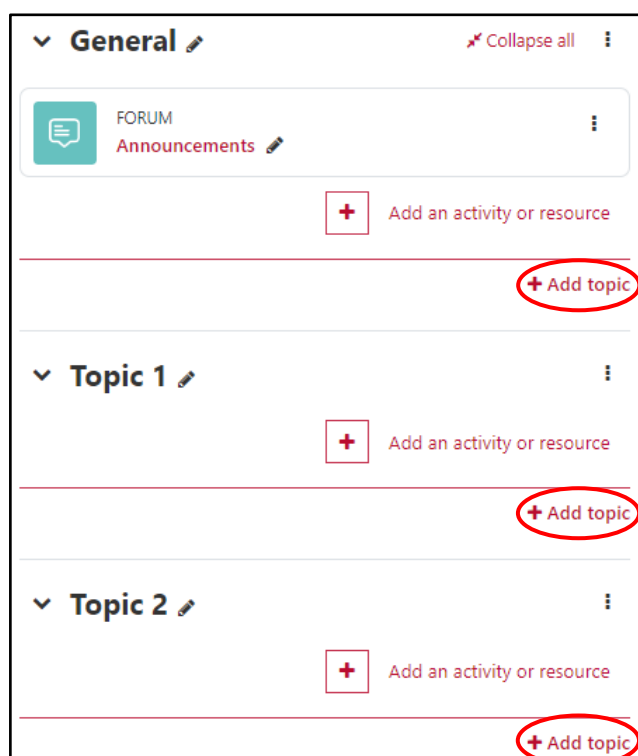 General
Collapse all
FORUM
Announcements
Add an activity or resource
+ Add topic
Topic 1
Add an activity or resource
+ Add topic
Topic 2
Add an activity or resource
+ Add topic